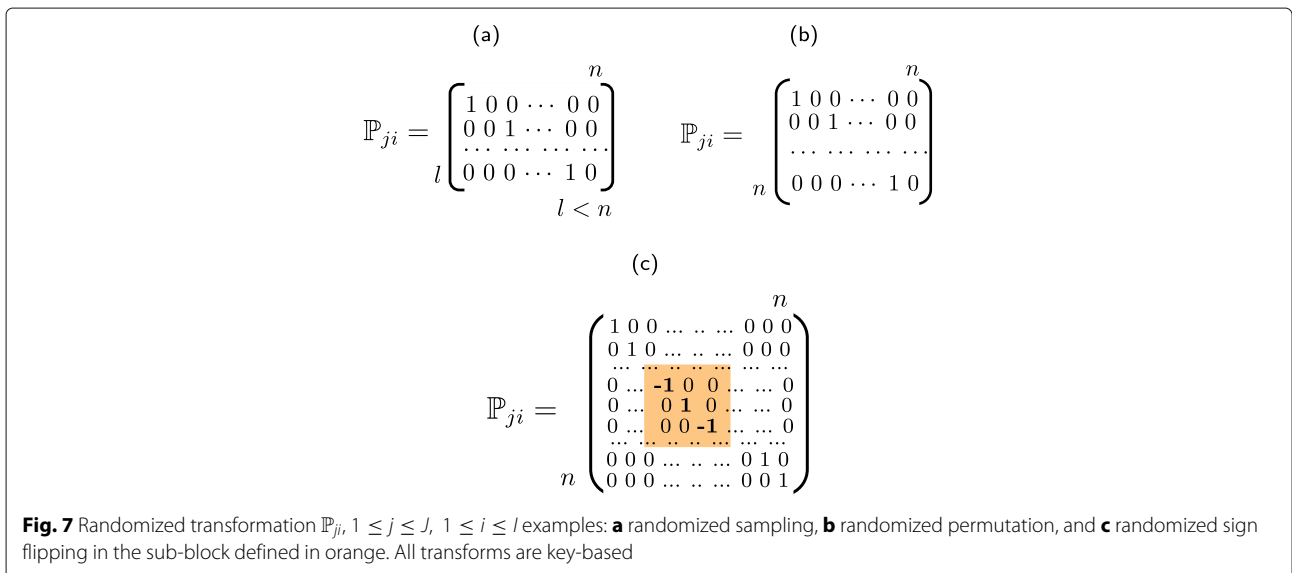 (a) (b)
n n
ℙji = [1 0 0 ··· 0 0 ℙji = [1 0 0 ··· 0 0
0 0 1 ··· 0 0 0 0 1 ··· 0 0
··· ··· ··· ··· ··· ··· ··· ···
l 0 0 0 ··· 1 0] n 0 0 0 ··· 1 0]
l < n
(c)
n
1 0 0 ... .. ... 0 0 0
0 1 0 ... .. ... 0 0 0
... ... .. .. ... ... ...
0 ... -1 0 0 ... ... 0
ℙji = 0 ... 0 1 0 ... ... 0
0 ... 0 0 -1 ... ... 0
... ... .. .. ... ... ...
0 0 0 ... .. ... 0 1 0
n 0 0 0 ... .. ... 0 0 1
Fig. 7 Randomized transformation ℙji, 1 ≤ j ≤ J, 1 ≤ i ≤ I examples: a randomized sampling, b randomized permutation, and c randomized sign
flipping in the sub-block defined in orange. All transforms are key-based